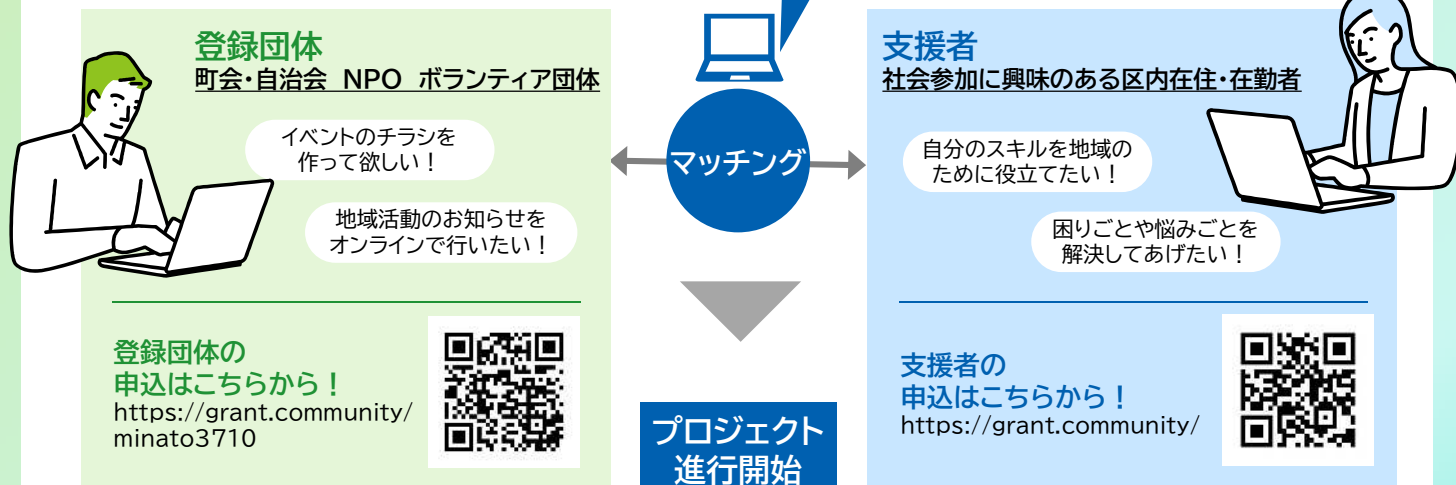 登録団体
町会・自治会　NPO　ボランティア団体
イベントのチラシを
作って欲しい！
地域活動のお知らせを
オンラインで行いたい！
登録団体の
申込はこちらから！
https://grant.community/
minato3710
マッチング
プロジェクト
進行開始
支援者
社会参加に興味のある区内在住・在勤者
自分のスキルを地域の
ために役立てたい！
困りごとや悩みごとを
解決してあげたい！
支援者の
申込はこちらから！
https://grant.community/